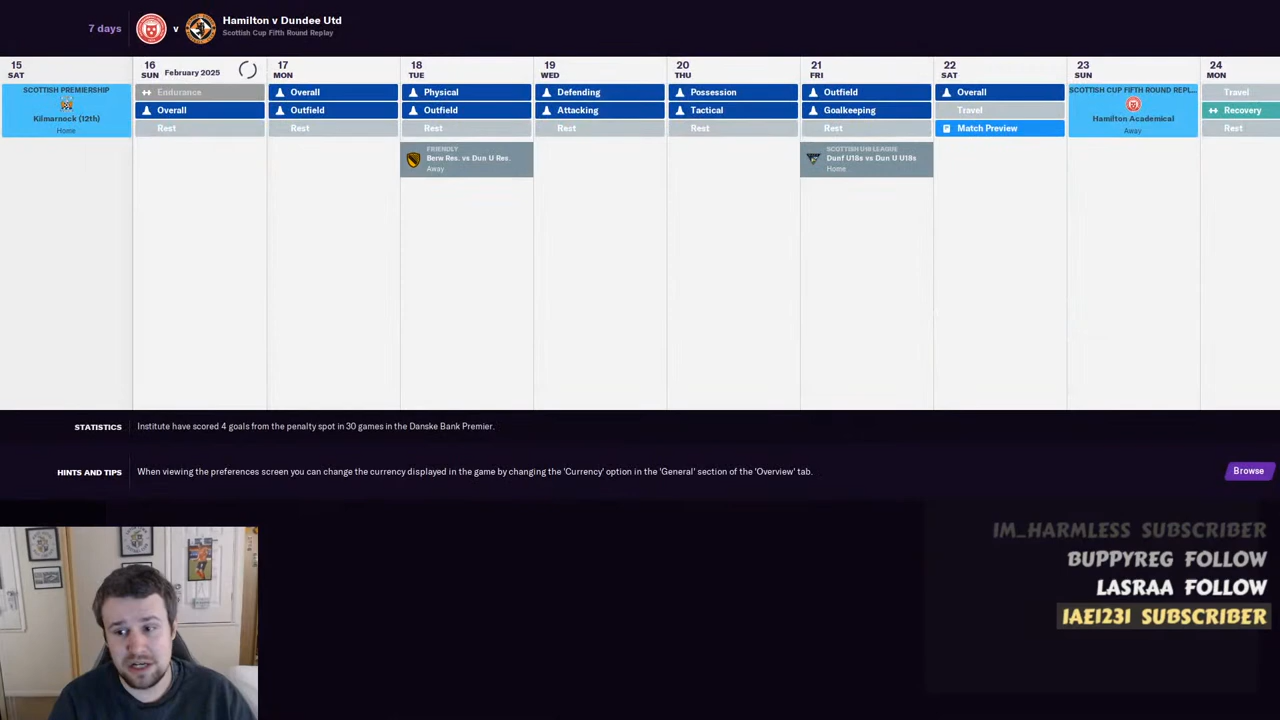 7 days
v
Hamilton v Dundee Utd
Scottish Cup Fifth Round Replay
15
SAT
16
SUN February 2025
17
MON
18
TUE
19
WED
20
THU
21
FRI
22
SAT
23
SUN
24
MON
SCOTTISH PREMIERSHIP
Kilmarnock (12th)
Home
Endurance
Overall
Rest
Overall
Outfield
Rest
Physical
Outfield
Rest
FRIENDLY
Berw Res. vs Dun U Res.
Away
Defending
Attacking
Rest
Possession
Tactical
Rest
Outfield
Goalkeeping
Rest
SCOTTISH U18 LEAGUE
Dunf U18s vs Dun U U18s
Home
Overall
Travel
Match Preview
SCOTTISH CUP FIFTH ROUND REPL...
Hamilton Academical
Away
Travel
Recovery
Rest
STATISTICS
Institute have scored 4 goals from the penalty spot in 30 games in the Danske Bank Premier.
HINTS AND TIPS
When viewing the preferences screen you can change the currency displayed in the game by changing the 'Currency' option in the 'General' section of the 'Overview' tab.
Browse
IM_HARMLESS SUBSCRIBER
BUPPYREG FOLLOW
LASRAA FOLLOW
IAE1231 SUBSCRIBER